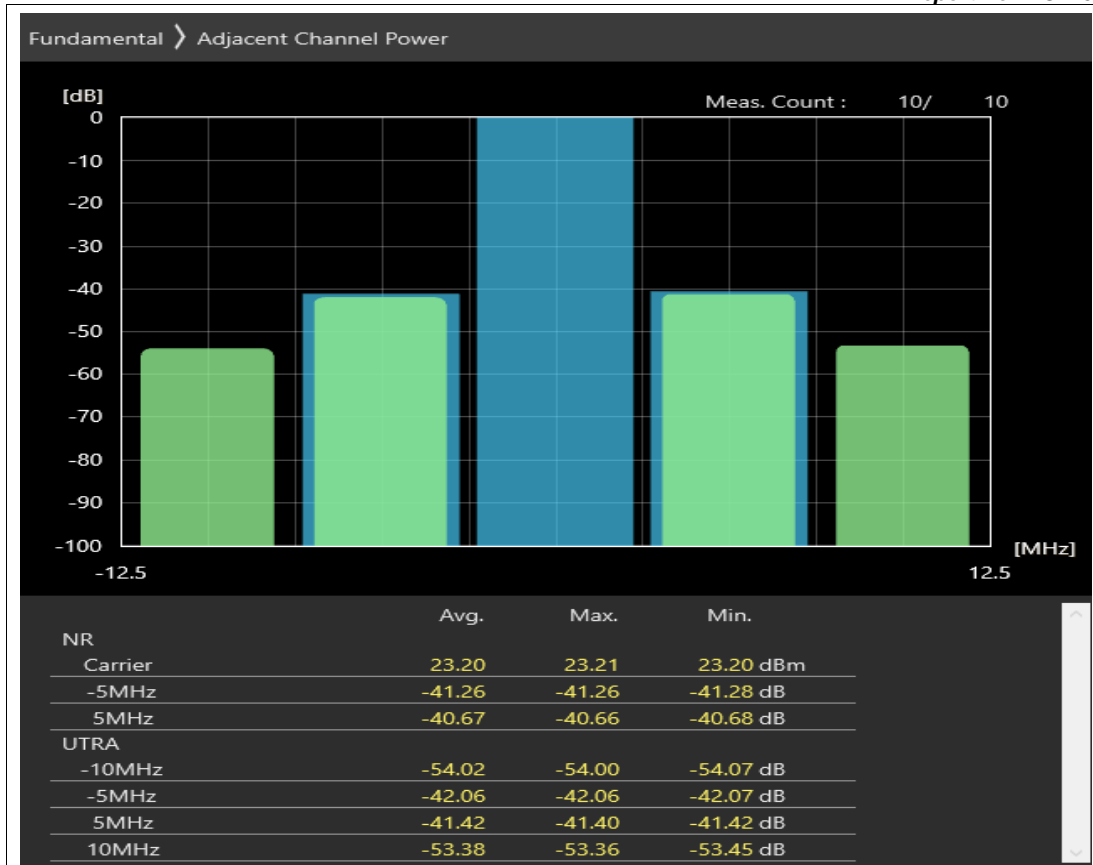 Fundamental ❯ Adjacent Channel Power
[dB]
Meas. Count : 10/ 10
0
-10
-20
-30
-40
-50
-60
-70
-80
-90
-100
[MHz]
-12.5 12.5
Avg. Max. Min.
NR
Carrier 23.20 23.21 23.20 dBm
-5MHz -41.26 -41.26 -41.28 dB
5MHz -40.67 -40.66 -40.68 dB
UTRA
-10MHz -54.02 -54.00 -54.07 dB
-5MHz -42.06 -42.06 -42.07 dB
5MHz -41.42 -41.40 -41.42 dB
10MHz -53.38 -53.36 -53.45 dB